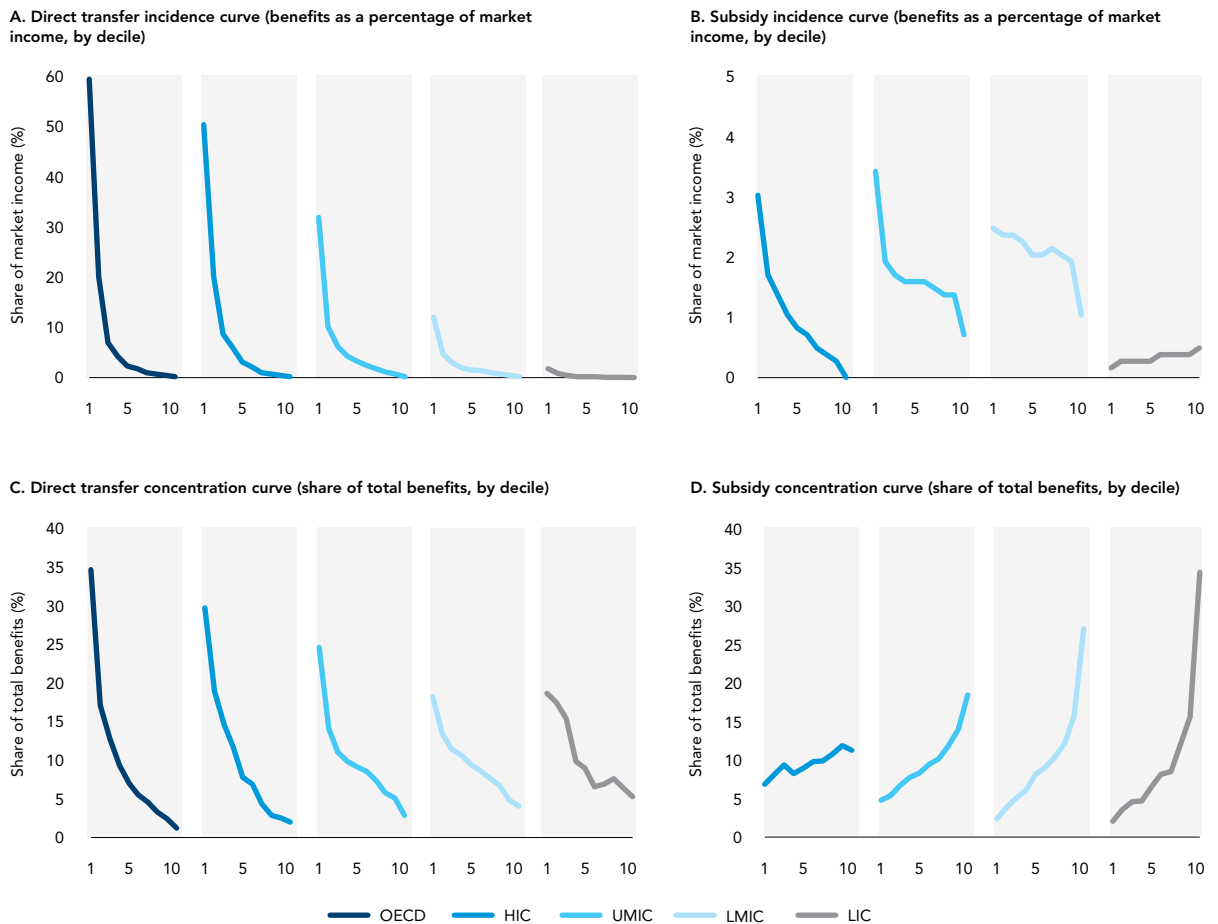 A. Direct transfer incidence curve (benefits as a percentage of market
income, by decile)
Share of market income (%)
60
50
40
30
20
10
0
1 5 10 1 5 10 1 5 10 1 5 10 1 5 10
B. Subsidy incidence curve (benefits as a percentage of market
income, by decile)
Share of market income (%)
5
4
3
2
1
0
1 5 10 1 5 10 1 5 10 1 5 10
C. Direct transfer concentration curve (share of total benefits, by decile)
Share of total benefits (%)
40
35
30
25
20
15
10
5
0
1 5 10 1 5 10 1 5 10 1 5 10 1 5 10
D. Subsidy concentration curve (share of total benefits, by decile)
Share of total benefits (%)
40
35
30
25
20
15
10
5
0
1 5 10 1 5 10 1 5 10 1 5 10
OECD HIC UMIC LMIC LIC